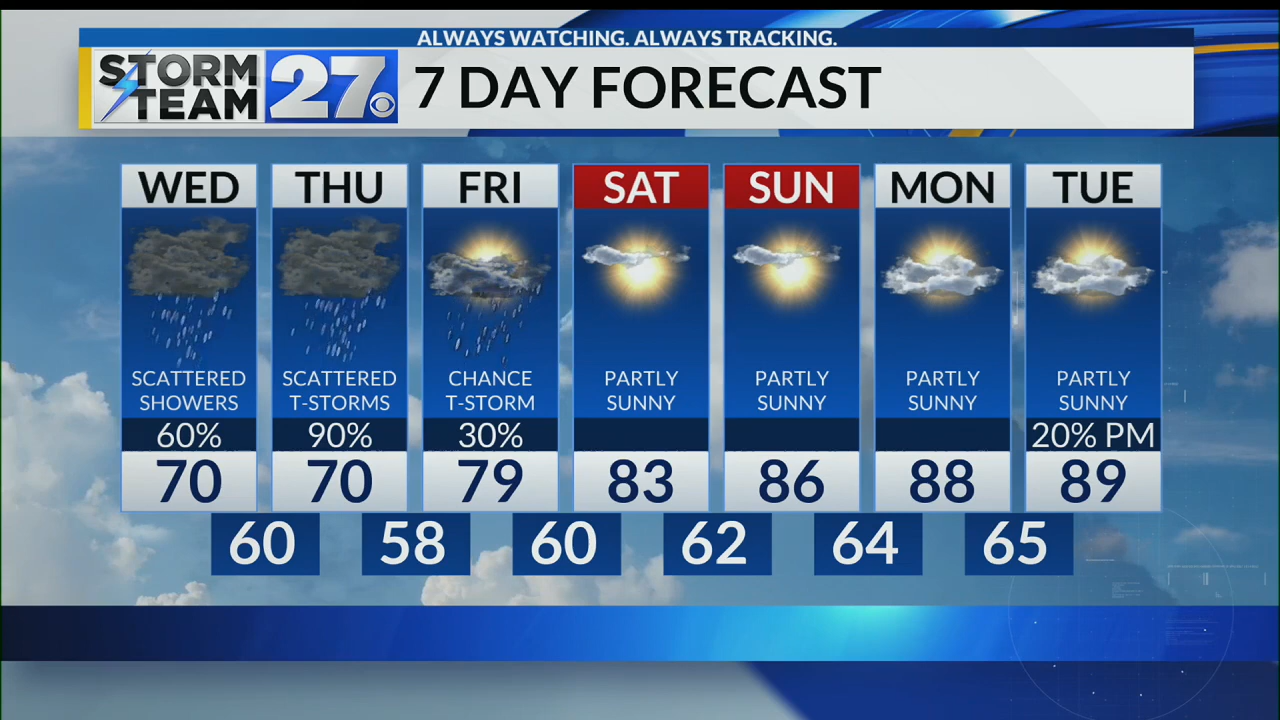 ALWAYS WATCHING. ALWAYS TRACKING.
STORM
TEAM
27
7 DAY FORECAST
WED THU FRI SAT SUN MON TUE
SCATTERED SCATTERED CHANCE PARTLY PARTLY PARTLY PARTLY
SHOWERS T-STORMS T-STORM SUNNY SUNNY SUNNY SUNNY
60% 90% 30% 20% PM
70 70 79 83 86 88 89
60 58 60 62 64 65